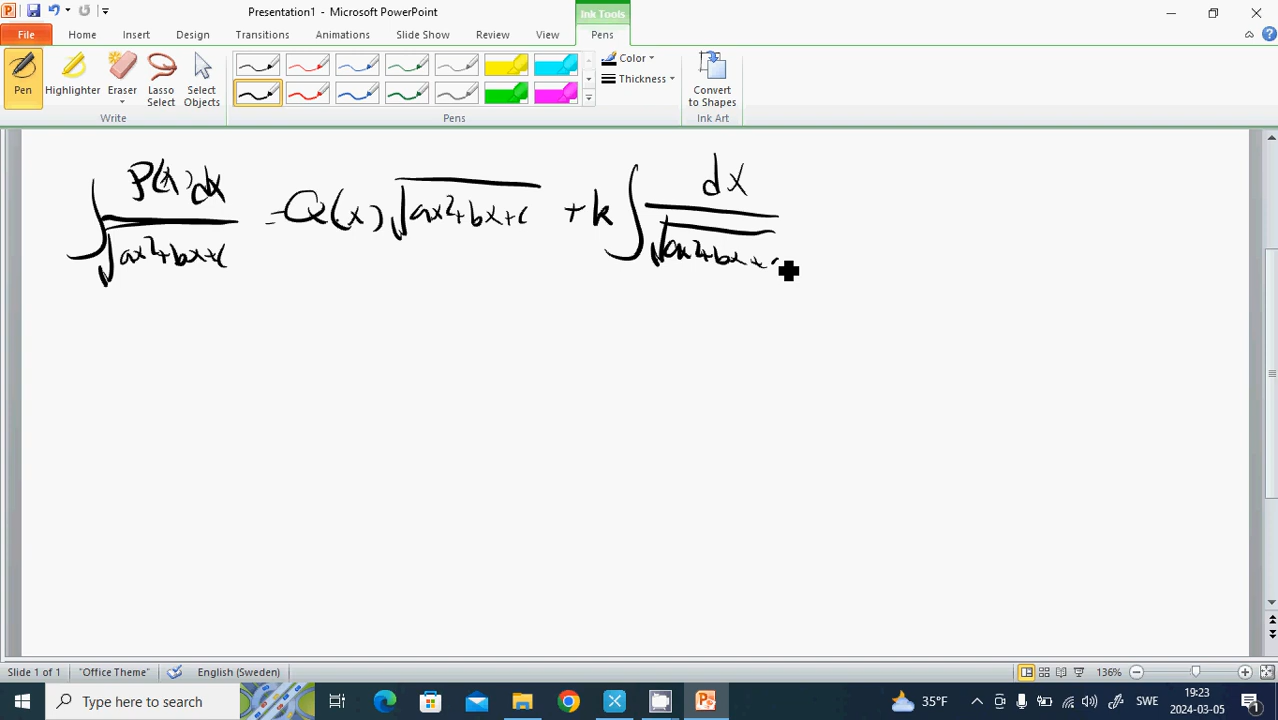 Presentation1 - Microsoft PowerPoint
Ink Tools
File Home Insert Design Transitions Animations Slide Show Review View Pens
Pen Highlighter Eraser Lasso Select Select Objects Color Thickness Convert to Shapes
Write Pens Ink Art
∫ P(x) dx / √(ax²+bx+c) = Q(x) √(ax²+bx+c) + k ∫ dx / √(ax²+bx+c
Slide 1 of 1 "Office Theme" English (Sweden) 136%
Type here to search 35°F SWE 19:23
2024-03-05 1